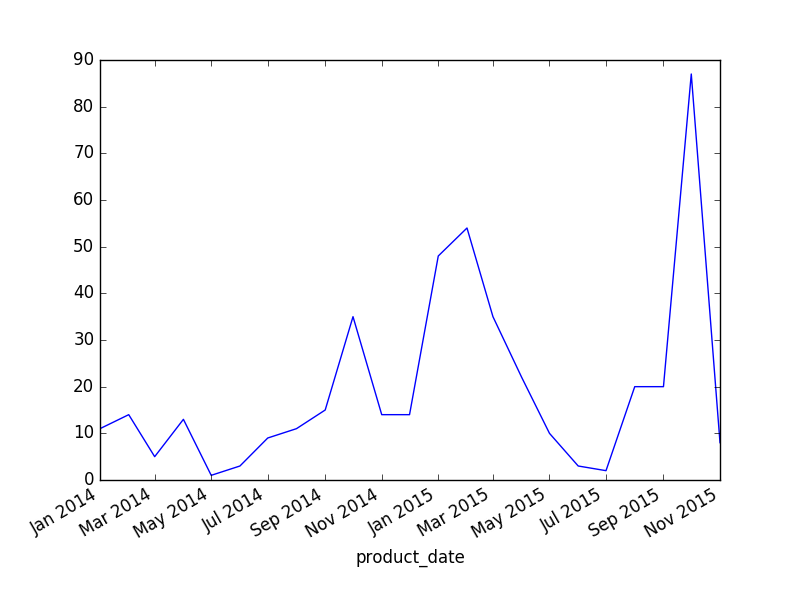 90
80
70
60
50
40
30
20
10
0
Jan 2014
Mar 2014
May 2014
Jul 2014
Sep 2014
Nov 2014
Jan 2015
Mar 2015
May 2015
Jul 2015
Sep 2015
Nov 2015
product_date